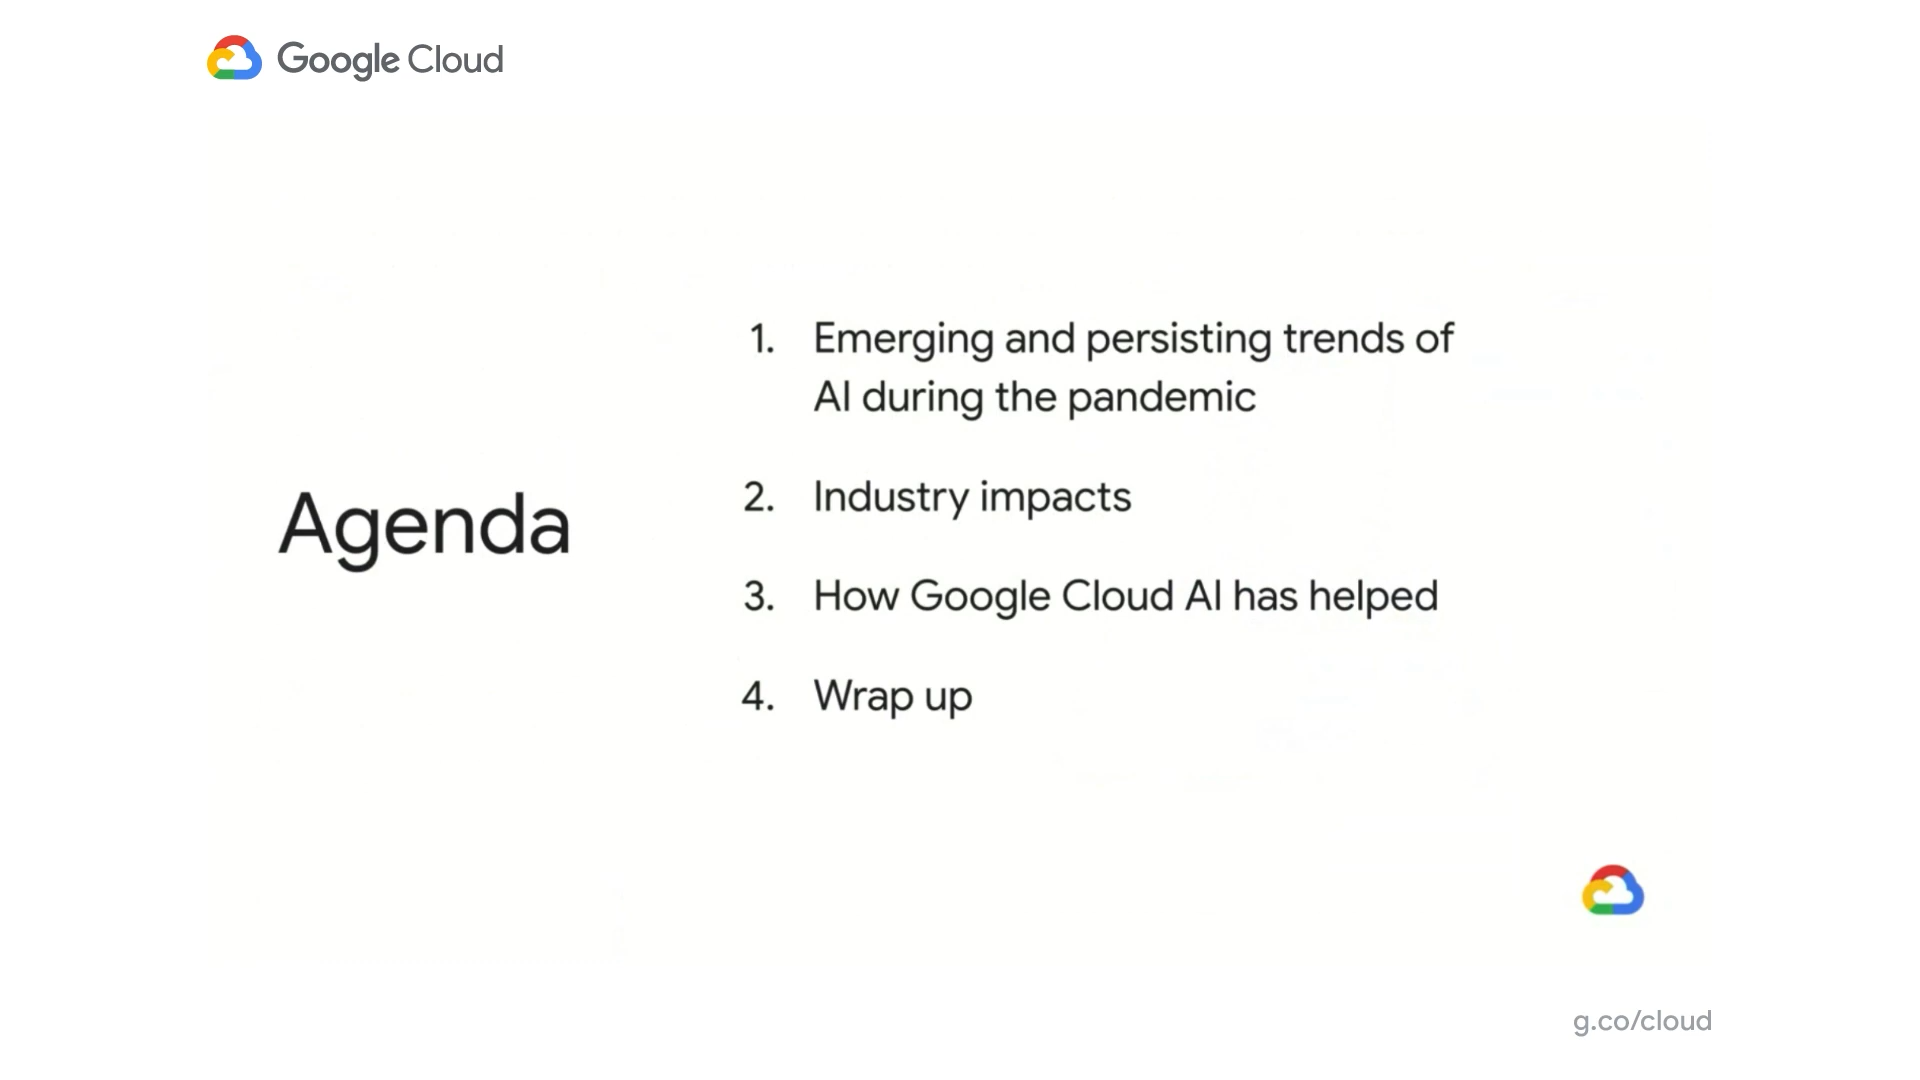 Google Cloud
Agenda
1. Emerging and persisting trends of
AI during the pandemic
2. Industry impacts
3. How Google Cloud AI has helped
4. Wrap up
g.co/cloud